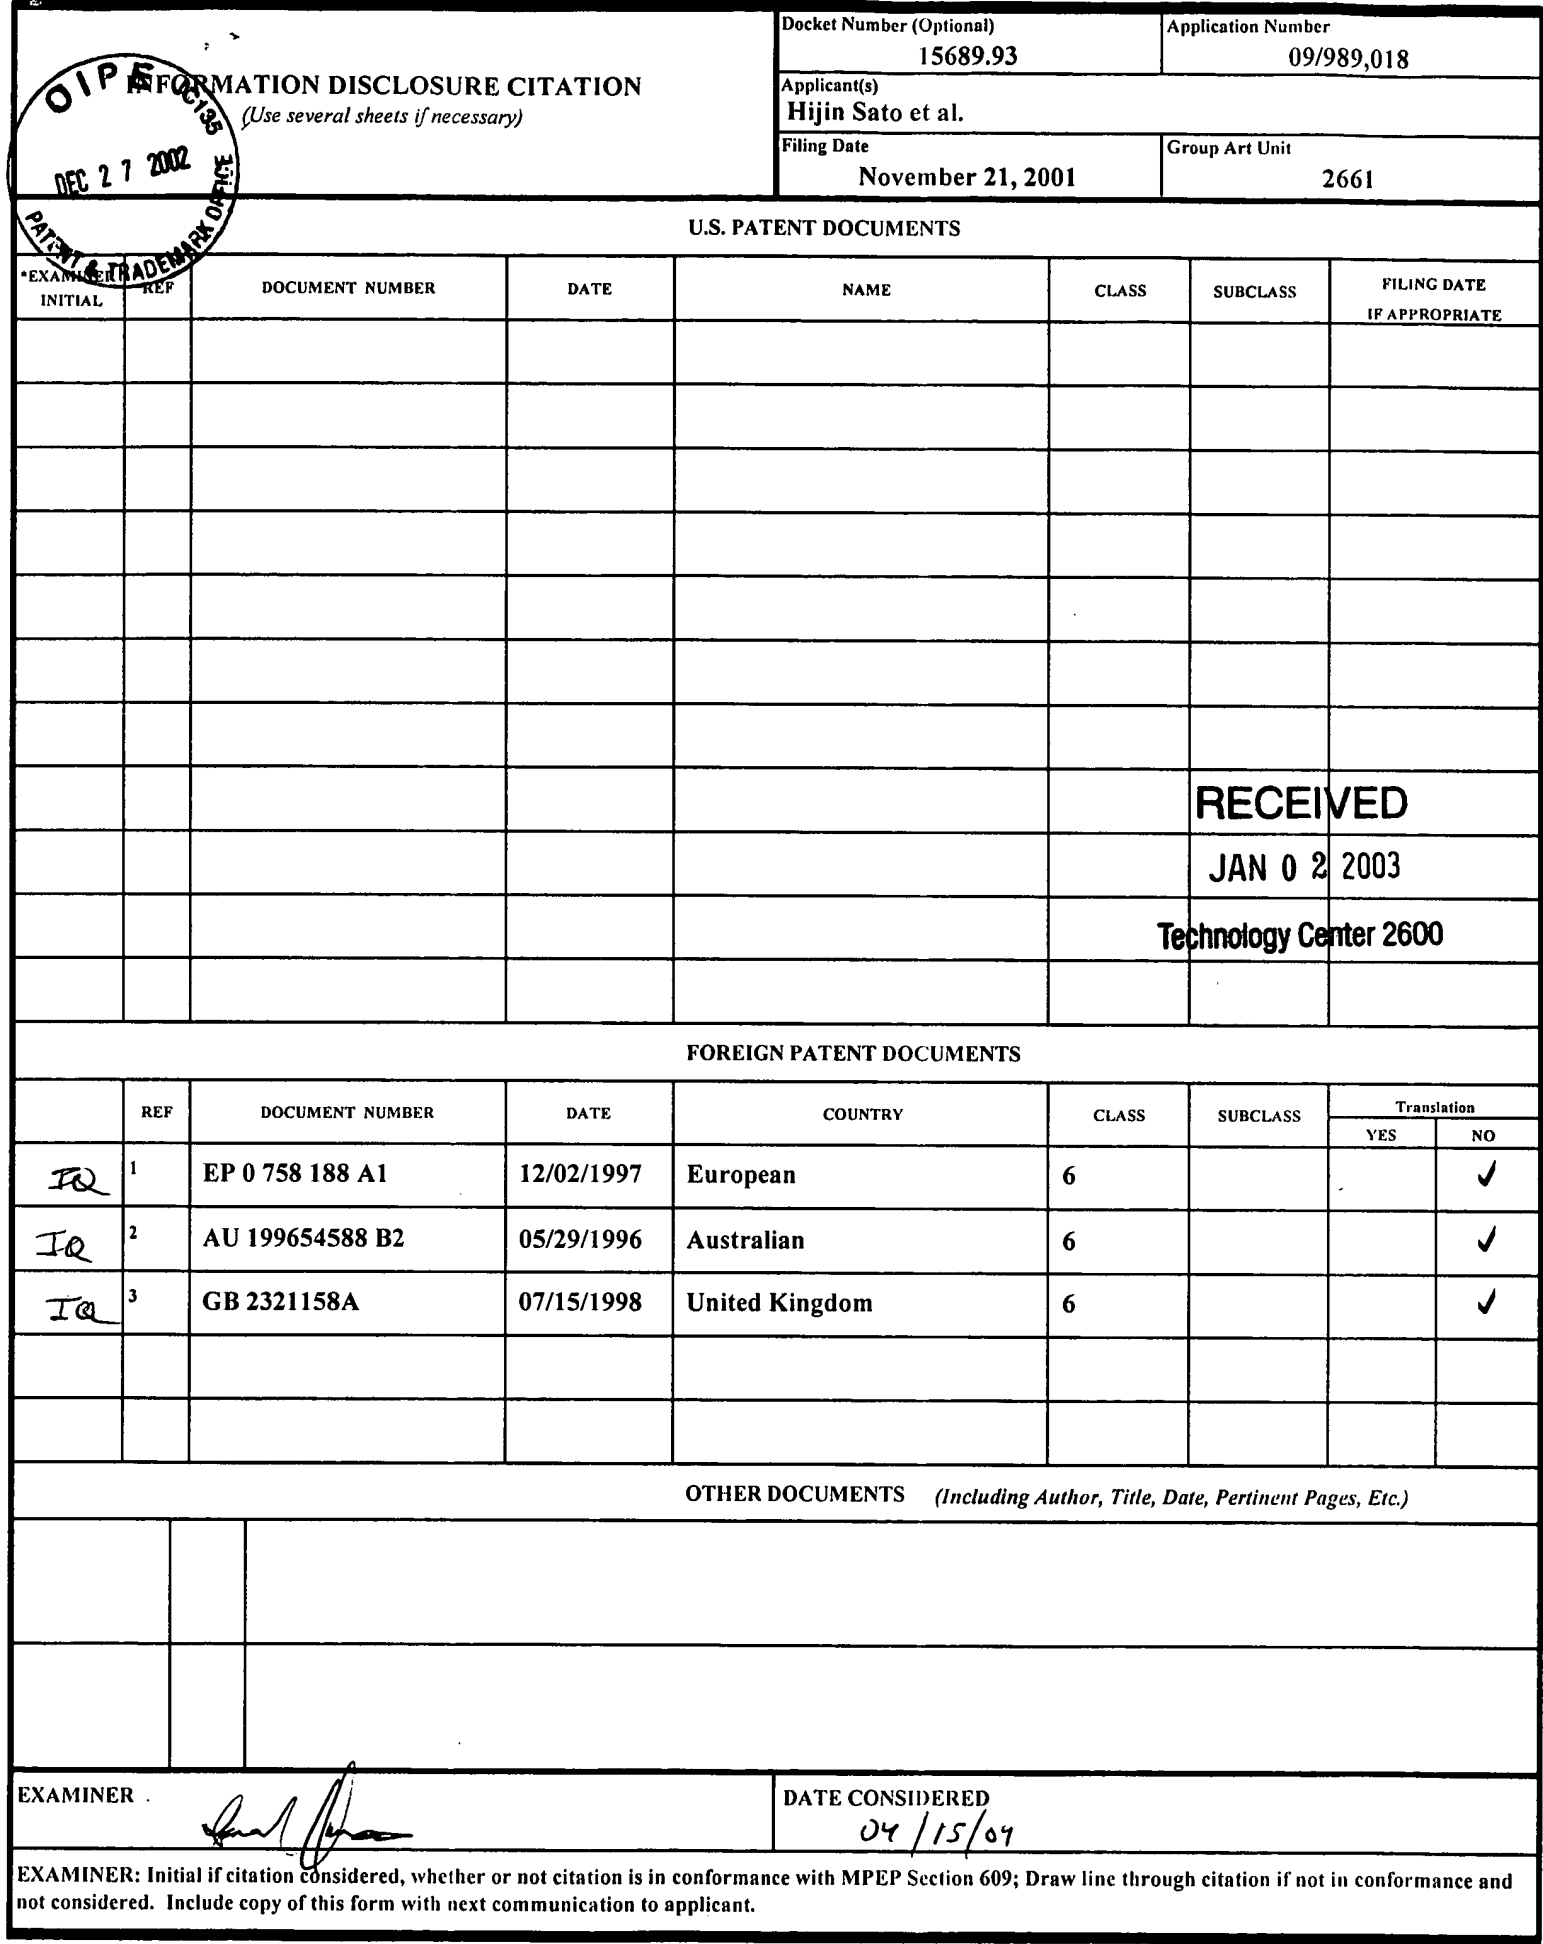 Docket Number (Optional)
15689.93
Application Number
09/989,018
INFORMATION DISCLOSURE CITATION
(Use several sheets if necessary)
Applicant(s)
Hijin Sato et al.
Filing Date
November 21, 2001
Group Art Unit
2661
OIPE
DEC 27 2002
PATENT & TRADEMARK OFFICE
U.S. PATENT DOCUMENTS
*EXAMINER INITIAL REF DOCUMENT NUMBER DATE NAME CLASS SUBCLASS FILING DATE IF APPROPRIATE
RECEIVED
JAN 02 2003
Technology Center 2600
FOREIGN PATENT DOCUMENTS
REF DOCUMENT NUMBER DATE COUNTRY CLASS SUBCLASS Translation
YES NO
IQ 1 EP 0 758 188 A1 12/02/1997 European 6 ✓
IQ 2 AU 199654588 B2 05/29/1996 Australian 6 ✓
IQ 3 GB 2321158A 07/15/1998 United Kingdom 6 ✓
OTHER DOCUMENTS (Including Author, Title, Date, Pertinent Pages, Etc.)
EXAMINER
DATE CONSIDERED
04/15/04
EXAMINER: Initial if citation considered, whether or not citation is in conformance with MPEP Section 609; Draw line through citation if not in conformance and
not considered. Include copy of this form with next communication to applicant.